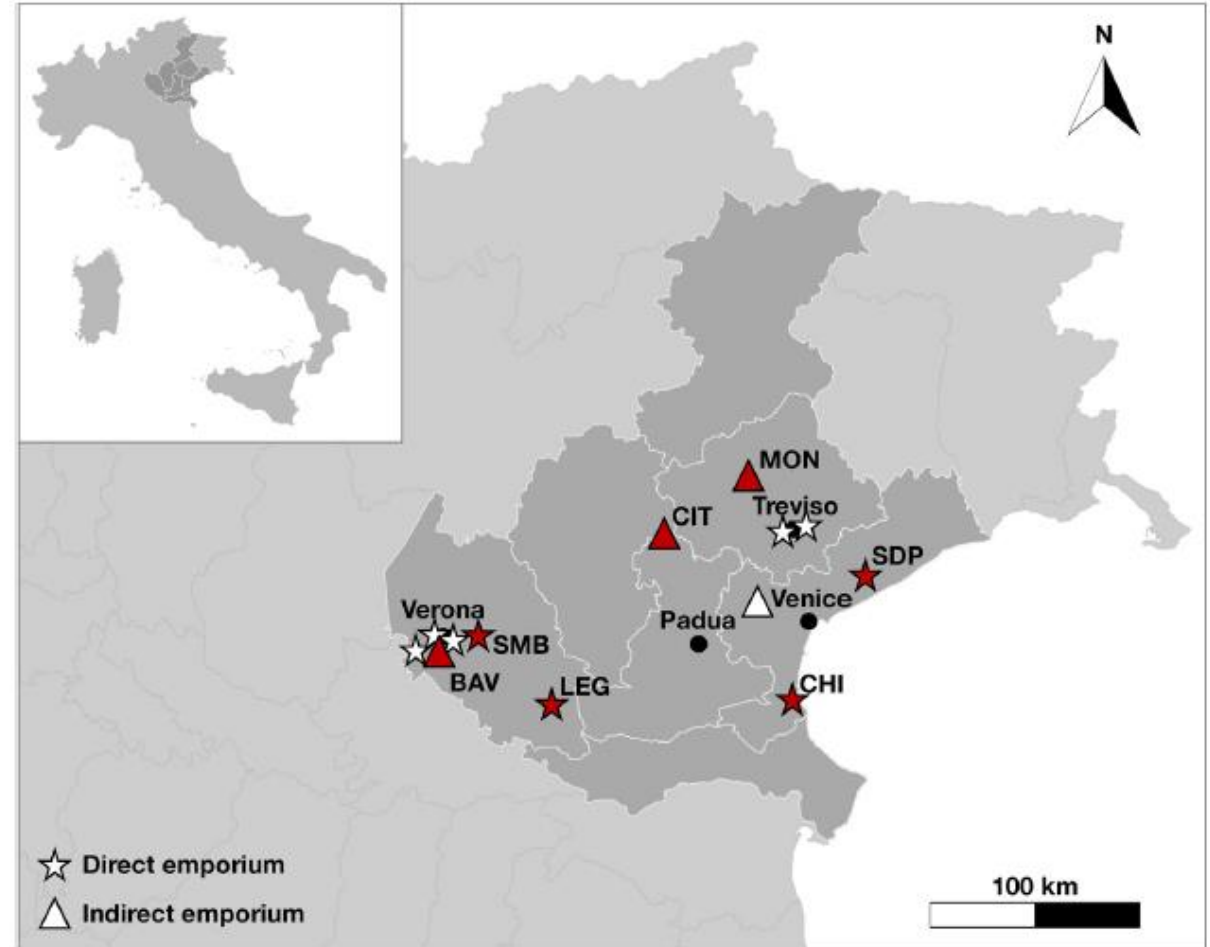 N
MON
Treviso
CIT
SDP
Venice
Verona
Padua
SMB
BAV
LEG
CHI
Direct emporium
100 km
Indirect emporium